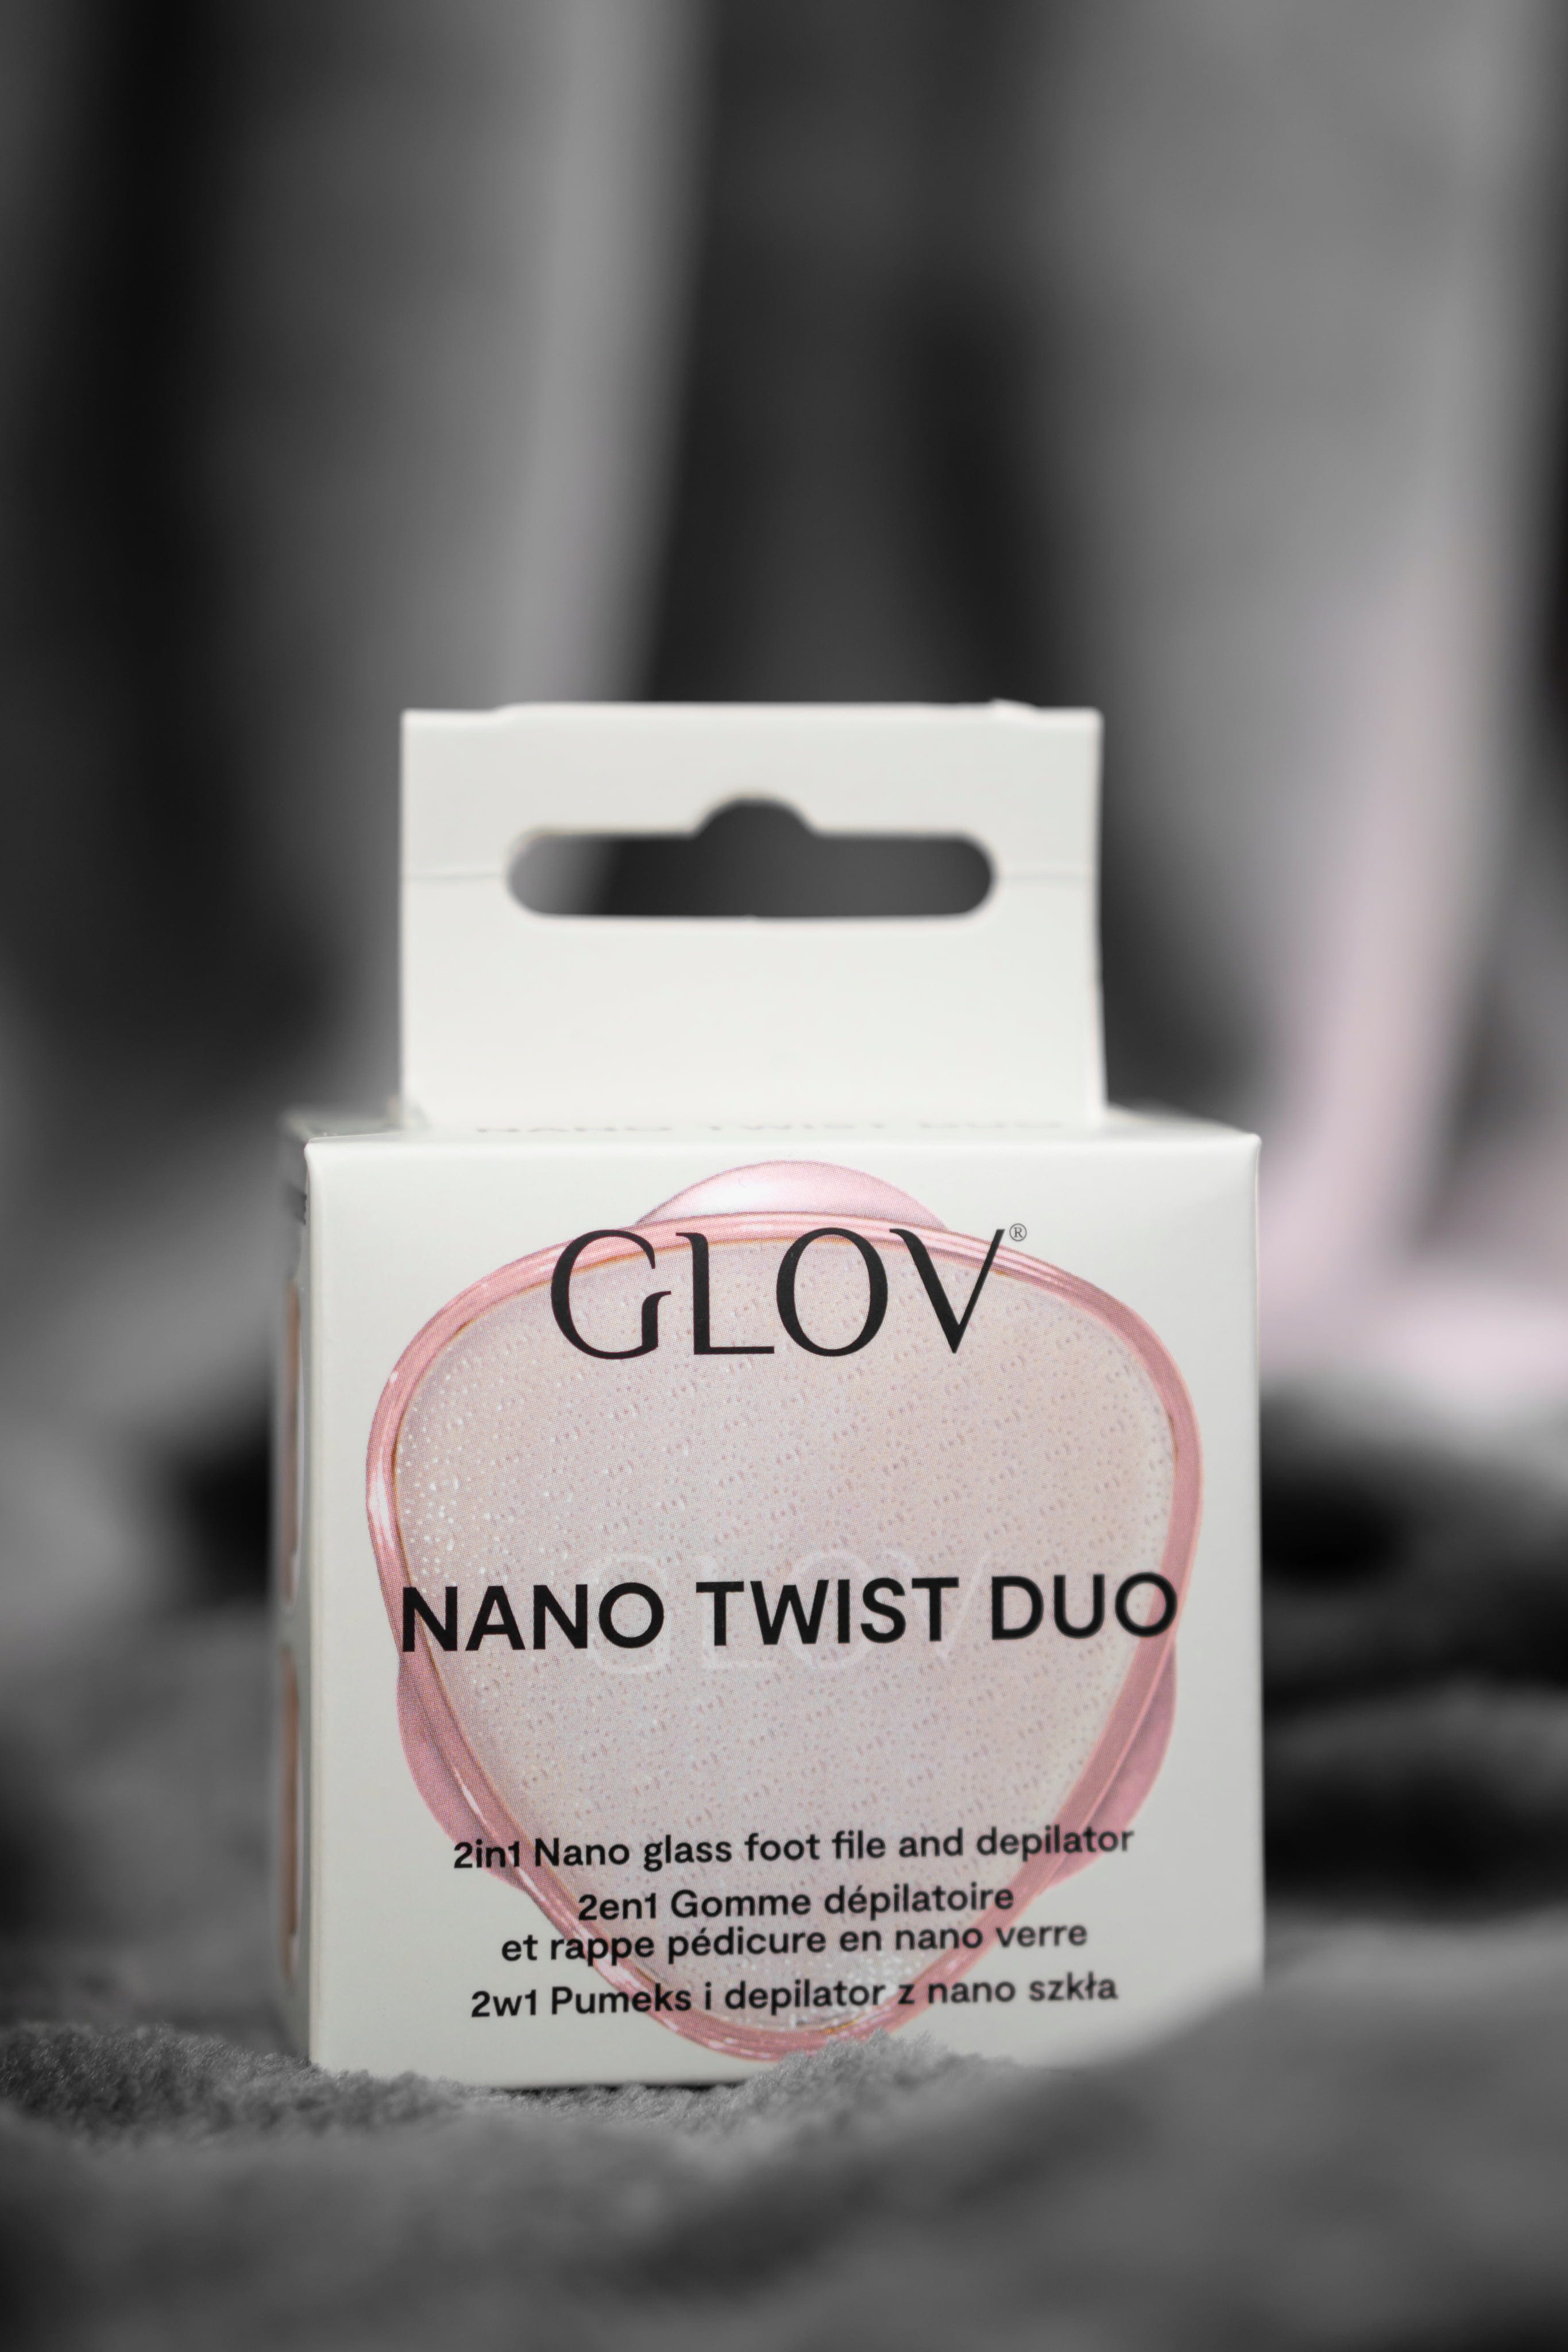 GLOV®
GLOV
NANO TWIST DUO
2in1 Nano glass foot file and depilator
2en1 Gomme dépilatoire
et rappe pédicure en nano verre
2w1 Pumeks i depilator z nano szkła